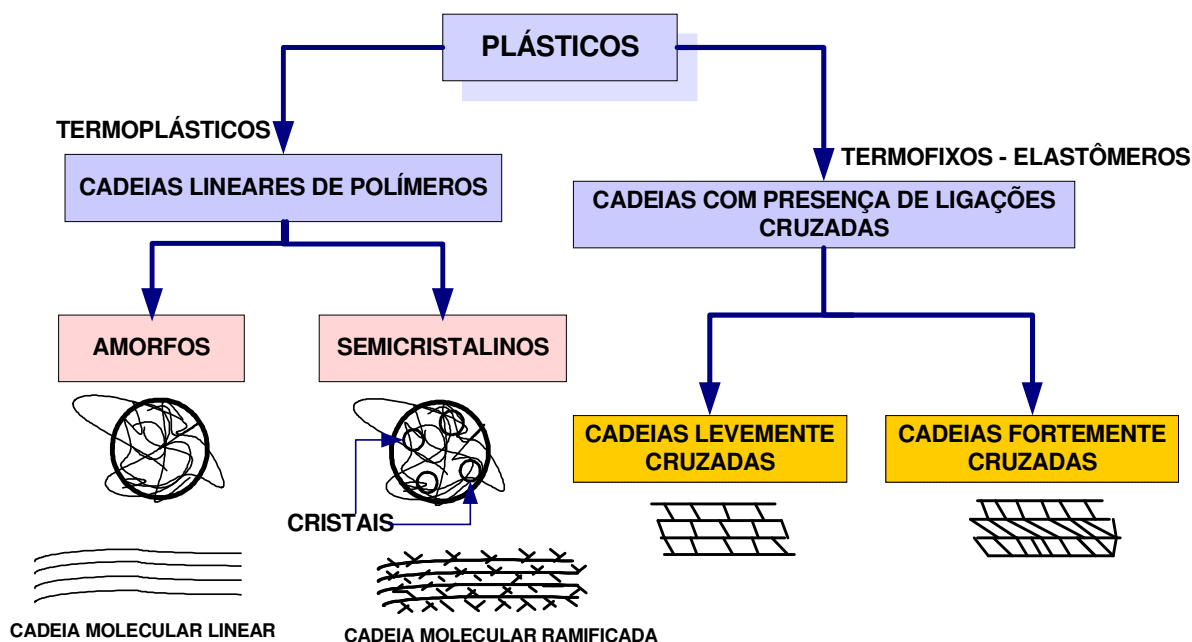 PLÁSTICOS
TERMOPLÁSTICOS
TERMOFIXOS - ELASTÔMEROS
CADEIAS LINEARES DE POLÍMEROS
CADEIAS COM PRESENÇA DE LIGAÇÕES
CRUZADAS
AMORFOS
SEMICRISTALINOS
CADEIAS LEVEMENTE
CRUZADAS
CADEIAS FORTEMENTE
CRUZADAS
CRISTAIS
CADEIA MOLECULAR LINEAR
CADEIA MOLECULAR RAMIFICADA